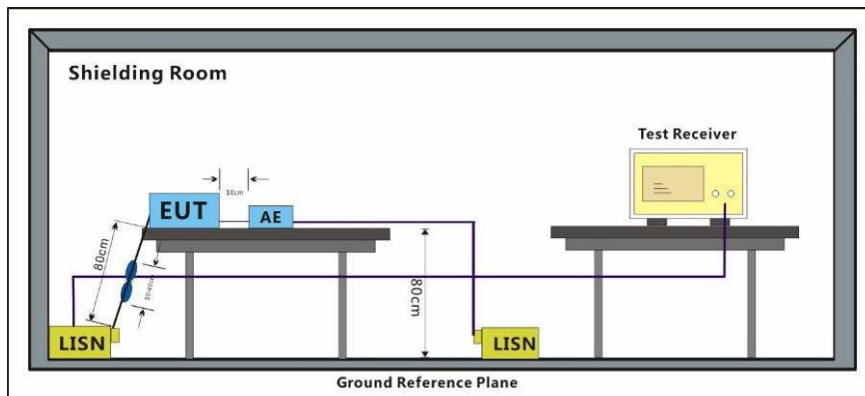 Shielding Room
Test Receiver
10cm
EUT
AE
80cm
80cm
LISN
LISN
Ground Reference Plane